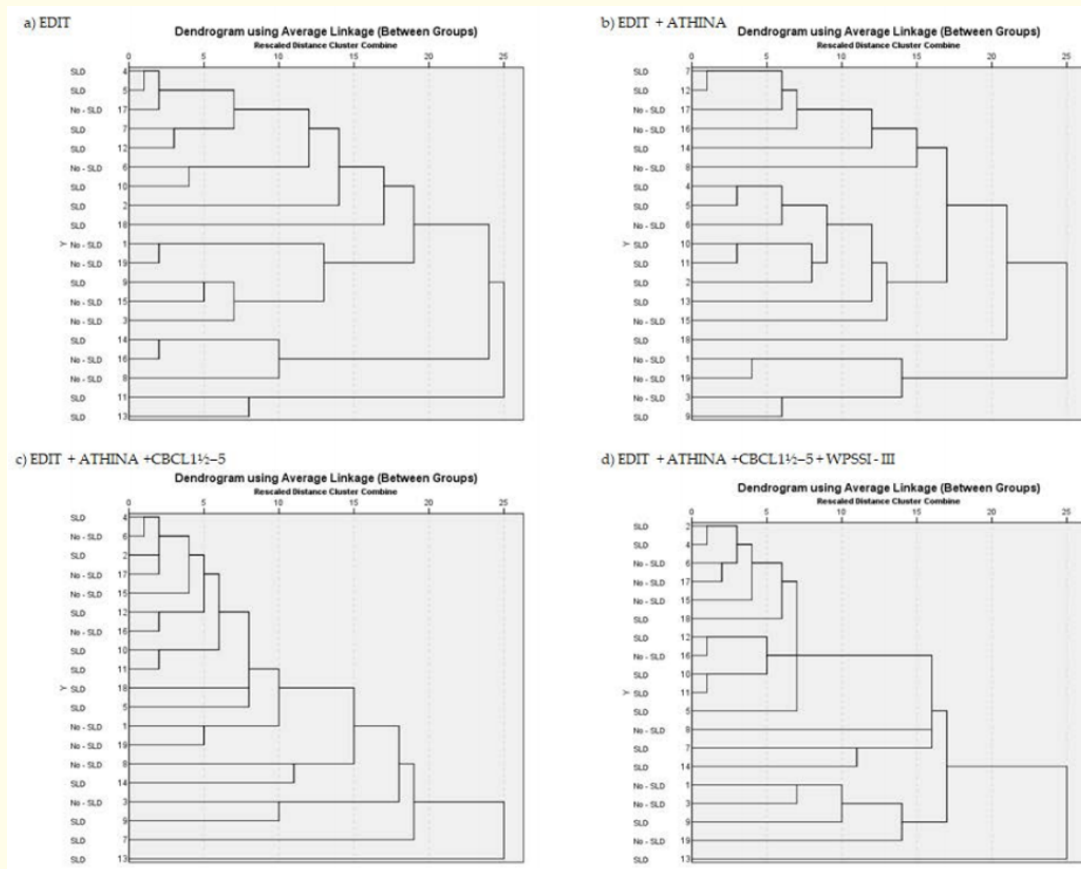 a) EDIT
Dendrogram using Average Linkage (Between Groups)
Rescaled Distance Cluster Combine
0 5 10 15 20 25
SLD 4
SLD 5
No - SLD 17
SLD 7
SLD 12
No - SLD 6
SLD 10
SLD 2
SLD 18
Y No - SLD 1
No - SLD 19
SLD 9
No - SLD 15
No - SLD 3
SLD 14
No - SLD 16
No - SLD 8
SLD 11
SLD 13
b) EDIT + ATHINA
Dendrogram using Average Linkage (Between Groups)
Rescaled Distance Cluster Combine
0 5 10 15 20 25
SLD 7
SLD 12
No - SLD 17
No - SLD 16
SLD 14
No - SLD 8
SLD 4
SLD 5
No - SLD 6
Y SLD 10
SLD 11
SLD 2
SLD 13
No - SLD 15
SLD 18
No - SLD 1
No - SLD 19
No - SLD 3
SLD 9
c) EDIT + ATHINA +CBCL1½–5
Dendrogram using Average Linkage (Between Groups)
Rescaled Distance Cluster Combine
0 5 10 15 20 25
SLD 4
No - SLD 6
SLD 2
No - SLD 17
No - SLD 15
SLD 12
No - SLD 16
SLD 10
SLD 11
Y SLD 18
SLD 5
No - SLD 1
No - SLD 19
No - SLD 8
SLD 14
No - SLD 3
SLD 9
SLD 7
SLD 13
d) EDIT + ATHINA +CBCL1½–5 + WPSSI - III
Dendrogram using Average Linkage (Between Groups)
Rescaled Distance Cluster Combine
0 5 10 15 20 25
SLD 2
SLD 4
No - SLD 6
No - SLD 17
No - SLD 15
SLD 18
SLD 12
No - SLD 16
SLD 10
Y SLD 11
SLD 5
No - SLD 8
SLD 7
SLD 14
No - SLD 1
No - SLD 3
SLD 9
No - SLD 19
SLD 13